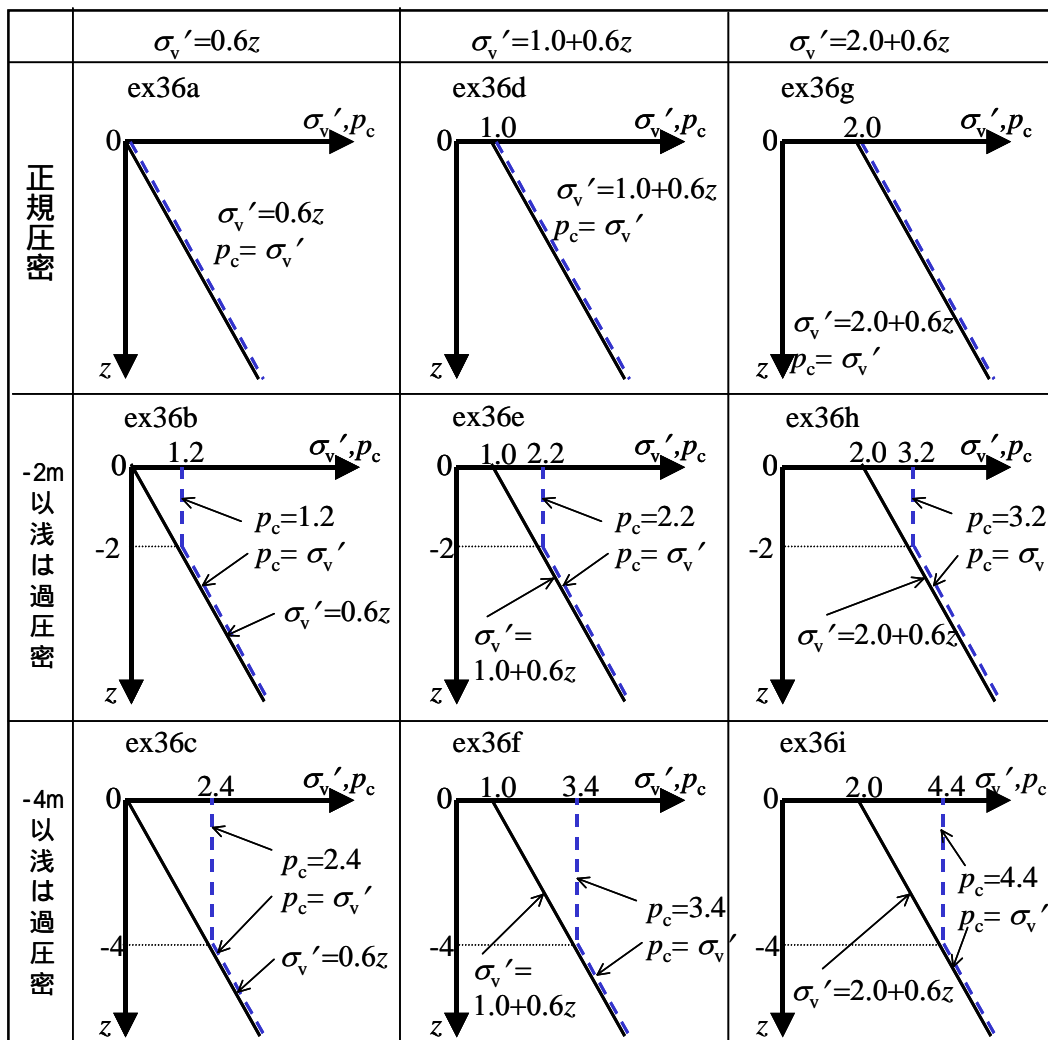 σv′=0.6z
σv′=1.0+0.6z
σv′=2.0+0.6z
正規圧密
ex36a
0
σv′,pc
σv′=0.6z
pc= σv′
z
ex36d
0
1.0
σv′,pc
σv′=1.0+0.6z
pc= σv′
z
ex36g
0
2.0
σv′,pc
σv′=2.0+0.6z
pc= σv′
z
-2m以浅は過圧密
ex36b
0
1.2
σv′,pc
pc=1.2
-2
pc= σv′
σv′=0.6z
z
ex36e
0
1.0
2.2
σv′,pc
pc=2.2
-2
pc= σv′
σv′=
1.0+0.6z
z
ex36h
0
2.0
3.2
σv′,pc
pc=3.2
-2
pc= σv
σv′=2.0+0.6z
z
-4m以浅は過圧密
ex36c
0
2.4
σv′,pc
pc=2.4
pc= σv′
-4
σv′=0.6z
z
ex36f
0
1.0
3.4
σv′,pc
pc=3.4
-4
pc= σv′
σv′=
1.0+0.6z
z
ex36i
0
2.0
4.4
σv′,pc
pc=4.4
pc= σv′
-4
σv′=2.0+0.6z
z